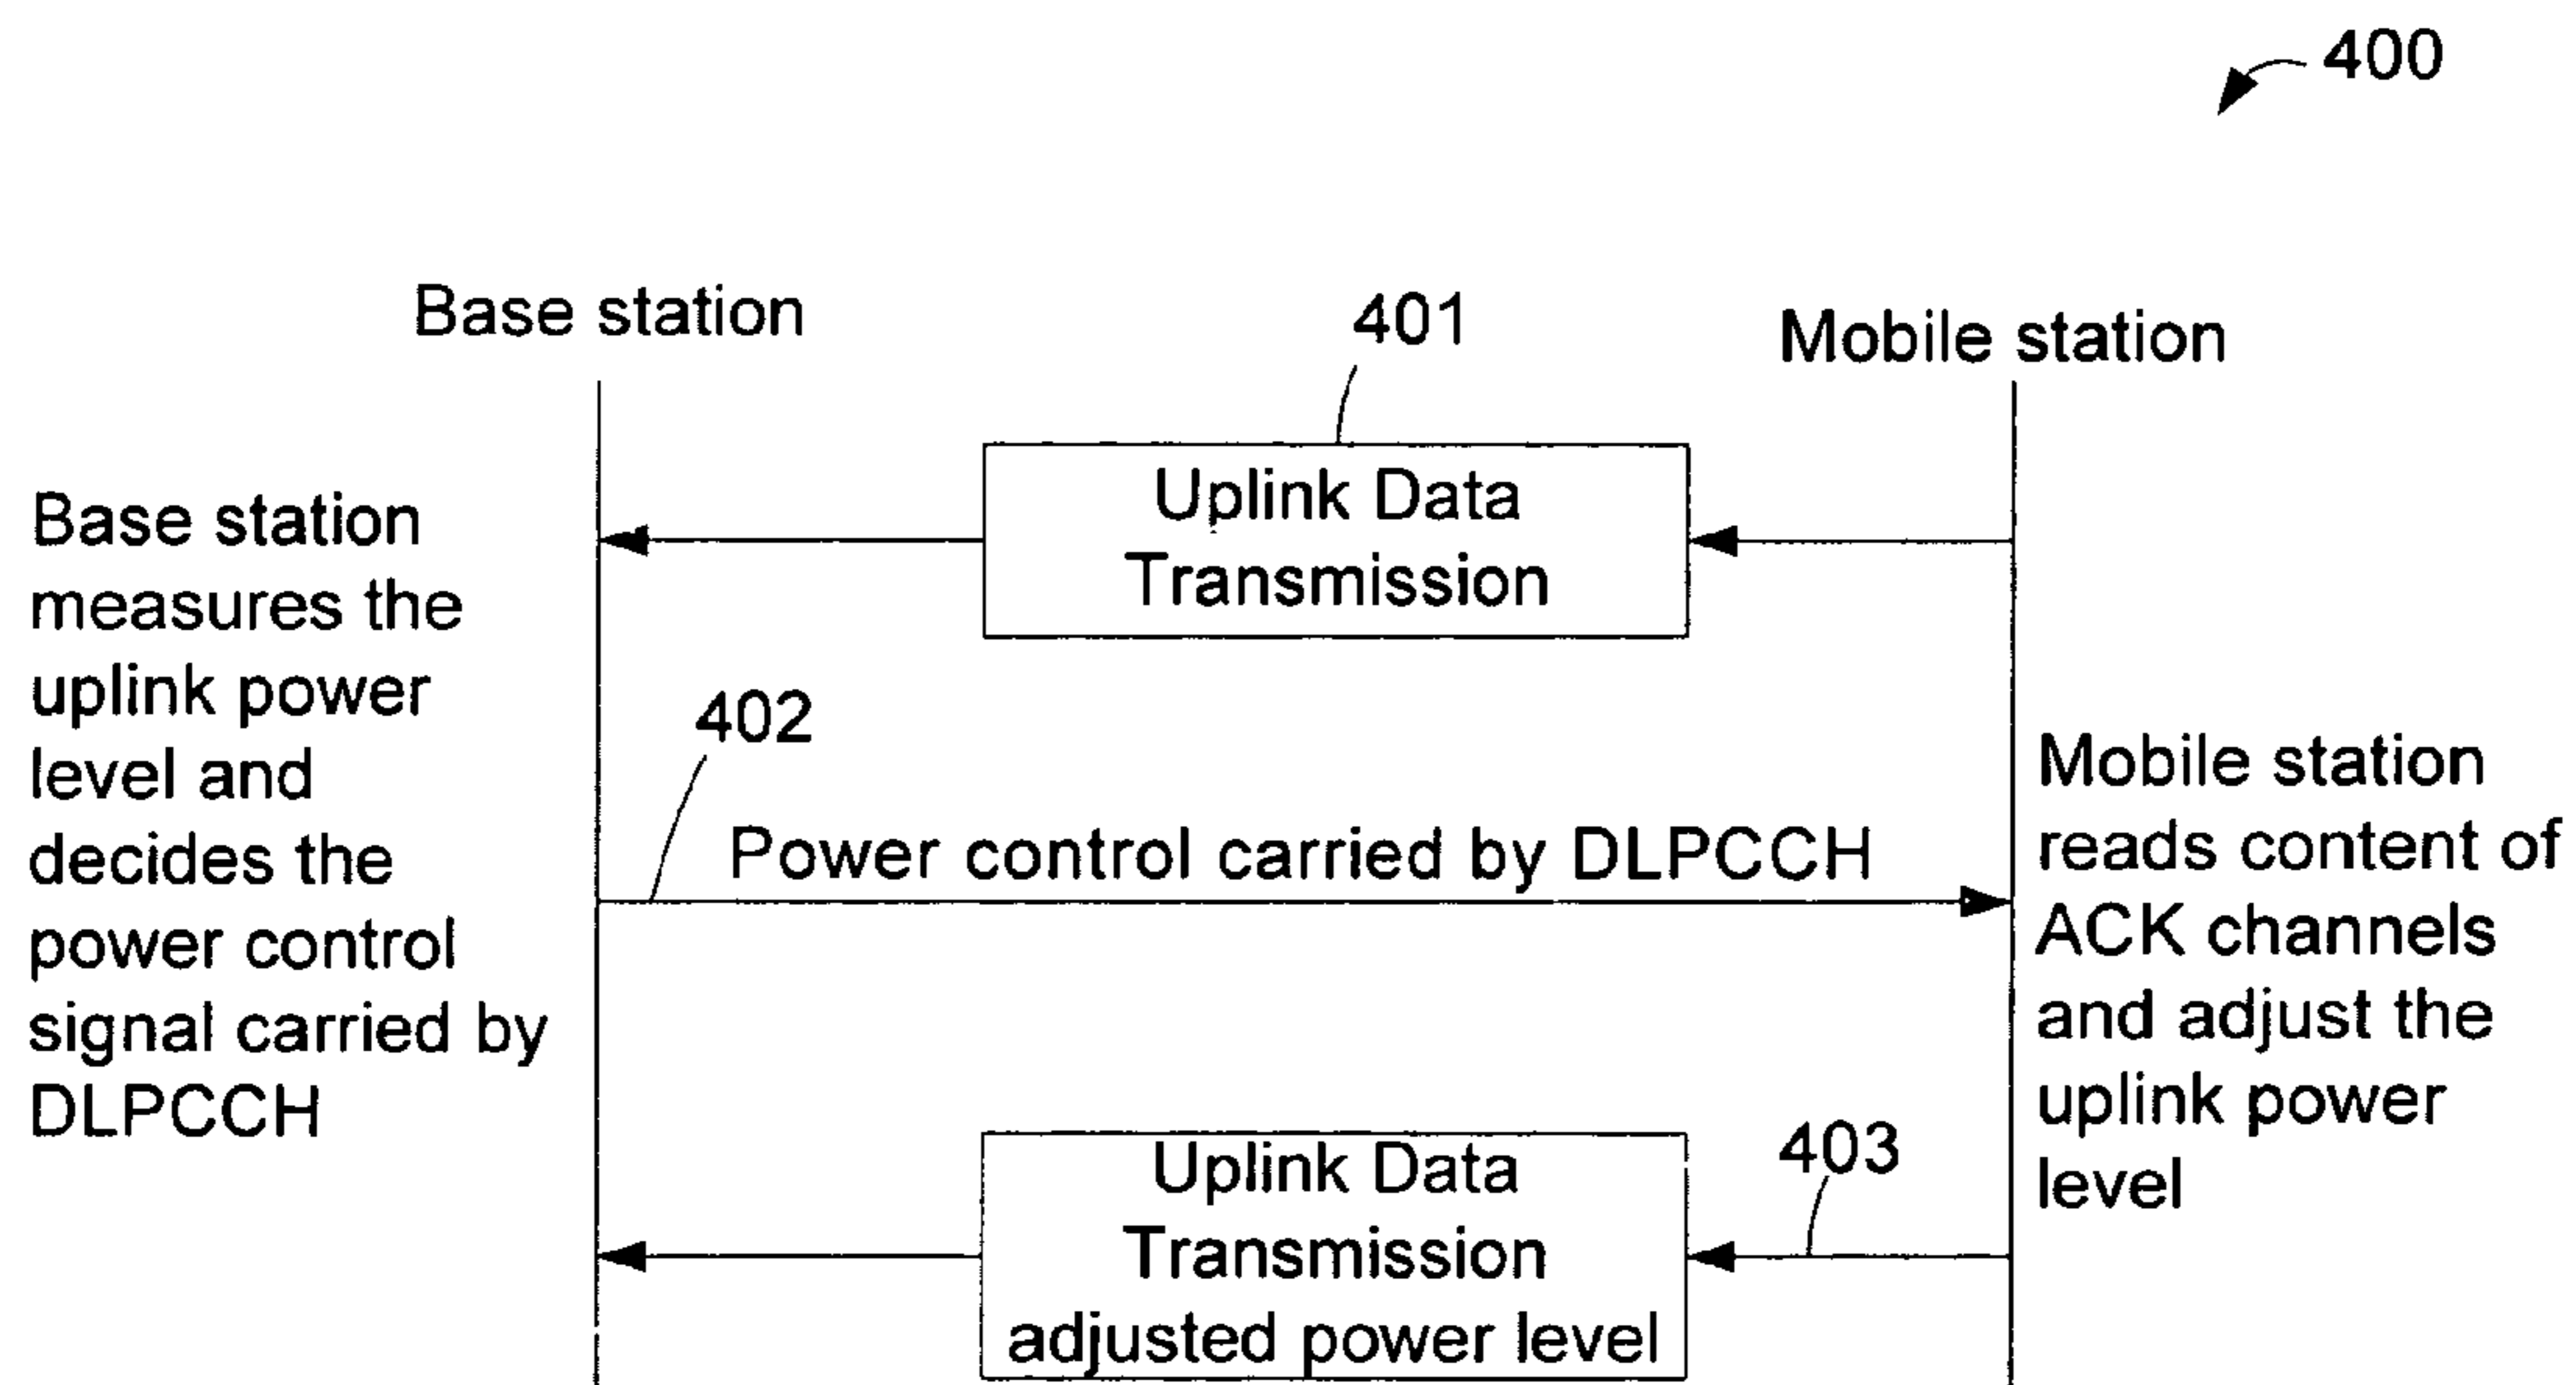 400
Base station
401
Mobile station
Uplink Data
Transmission
Base station
measures the
uplink power
level and
decides the
power control
signal carried by
DLPCCH
402
Power control carried by DLPCCH
Mobile station
reads content of
ACK channels
and adjust the
uplink power
level
403
Uplink Data
Transmission
adjusted power level